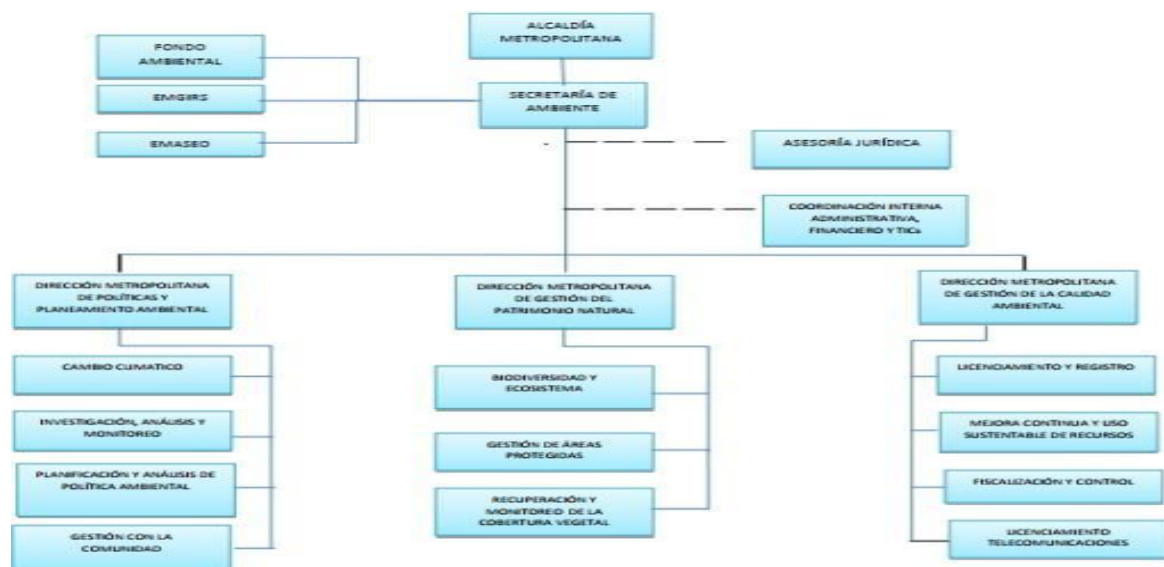 ALCALDÍA
METROPOLITANA
FONDO
AMBIENTAL
EMGIRS
EMASEO
SECRETARÍA DE
AMBIENTE
ASESORÍA JURÍDICA
COORDINACIÓN INTERNA
ADMINISTRATIVA,
FINANCIERO Y TICs
DIRECCIÓN METROPOLITANA
DE POLÍTICAS Y
PLANEAMIENTO AMBIENTAL
CAMBIO CLIMATICO
INVESTIGACIÓN, ANÁLISIS Y
MONITOREO
PLANIFICACIÓN Y ANÁLISIS DE
POLÍTICA AMBIENTAL
GESTIÓN CON LA
COMUNIDAD
DIRECCIÓN METROPOLITANA
DE GESTIÓN DEL
PATRIMONIO NATURAL
BIODIVERSIDAD Y
ECOSISTEMA
GESTIÓN DE ÁREAS
PROTEGIDAS
RECUPERACIÓN Y
MONITOREO DE LA
COBERTURA VEGETAL
DIRECCIÓN METROPOLITANA
DE GESTIÓN DE LA CALIDAD
AMBIENTAL
LICENCIAMIENTO Y REGISTRO
MEJORA CONTINUA Y USO
SUSTENTABLE DE RECURSOS
FISCALIZACIÓN Y CONTROL
LICENCIAMIENTO
TELECOMUNICACIONES